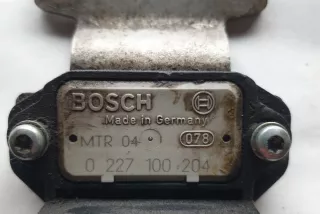 BOSCH
Made in Germany
MTR 04 078
0 227 100 204